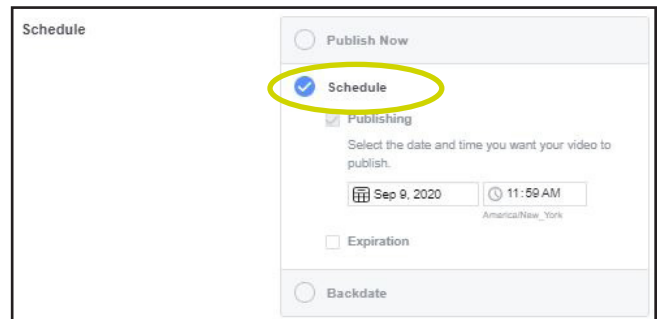 Schedule
Publish Now
Schedule
Publishing
Select the date and time you want your video to
publish.
Sep 9, 2020 11:59 AM
America/New_York
Expiration
Backdate